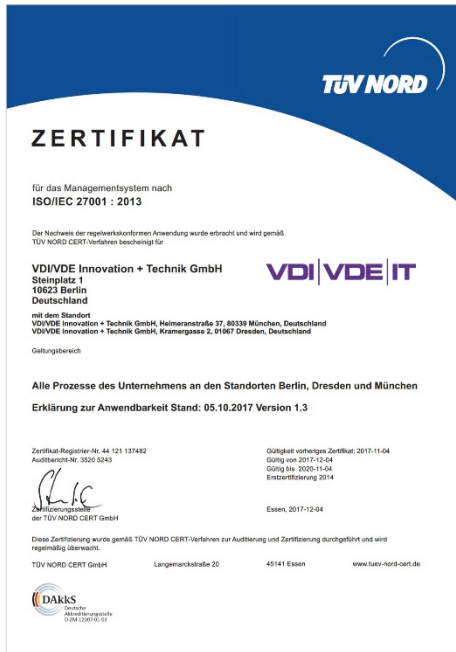 TÜV NORD
ZERTIFIKAT
für das Managementsystem nach
ISO/IEC 27001 : 2013
Der Nachweis der regelwerkskonformen Anwendung wurde erbracht und wird gemäß
TÜV NORD CERT-Verfahren bescheinigt für
VDI/VDE Innovation + Technik GmbH
Steinplatz 1
10623 Berlin
Deutschland
VDI|VDE|IT
mit dem Standort
VDI/VDE Innovation + Technik GmbH, Heimeranstraße 37, 80339 München, Deutschland
VDI/VDE Innovation + Technik GmbH, Kramergasse 2, 01067 Dresden, Deutschland
Geltungsbereich
Alle Prozesse des Unternehmens an den Standorten Berlin, Dresden und München
Erklärung zur Anwendbarkeit Stand: 05.10.2017 Version 1.3
Zertifikat-Registrier-Nr. 44 121 137482
Auditbericht-Nr. 3520 5243
Gültigkeit vorheriges Zertifikat: 2017-11-04
Gültig von 2017-12-04
Gültig bis 2020-11-04
Erstzertifizierung 2014
Zertifizierungsstelle
der TÜV NORD CERT GmbH
Essen, 2017-12-04
Diese Zertifizierung wurde gemäß TÜV NORD CERT-Verfahren zur Auditierung und Zertifizierung durchgeführt und wird
regelmäßig überwacht.
TÜV NORD CERT GmbH Langemarckstraße 20 45141 Essen www.tuev-nord-cert.de
DAkkS
Deutsche
Akkreditierungsstelle
D-ZM-12007-01-03